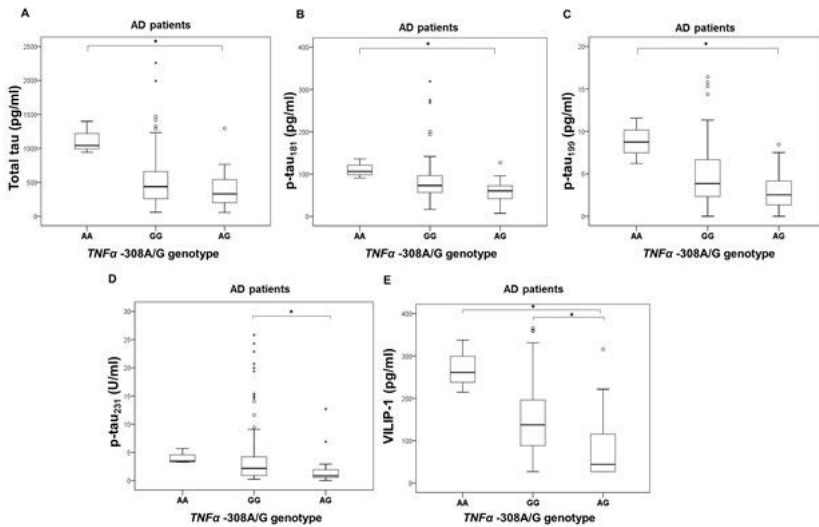 A
AD patients
*
Total tau (pg/ml)
2500
2000
1500
1000
500
0
AA GG AG
TNFα -308A/G genotype
B
AD patients
*
p-tau181 (pg/ml)
400
300
200
100
0
AA GG AG
TNFα -308A/G genotype
C
AD patients
*
p-tau199 (pg/ml)
20
15
10
5
0
AA GG AG
TNFα -308A/G genotype
D
AD patients
*
p-tau231 (U/ml)
30
25
20
15
10
5
0
AA GG AG
TNFα -308A/G genotype
E
AD patients
*
*
VILIP-1 (pg/ml)
400
300
200
100
0
AA GG AG
TNFα -308A/G genotype